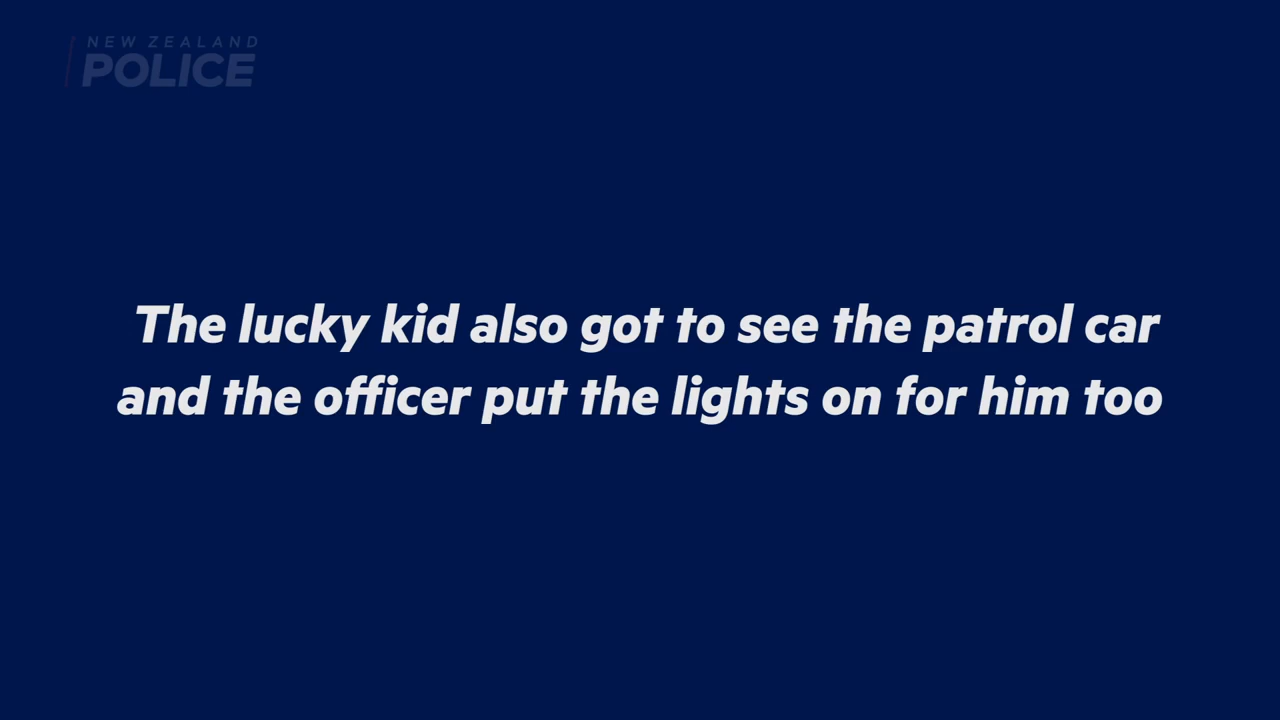 NEW ZEALAND
POLICE
The lucky kid also got to see the patrol car
and the officer put the lights on for him too